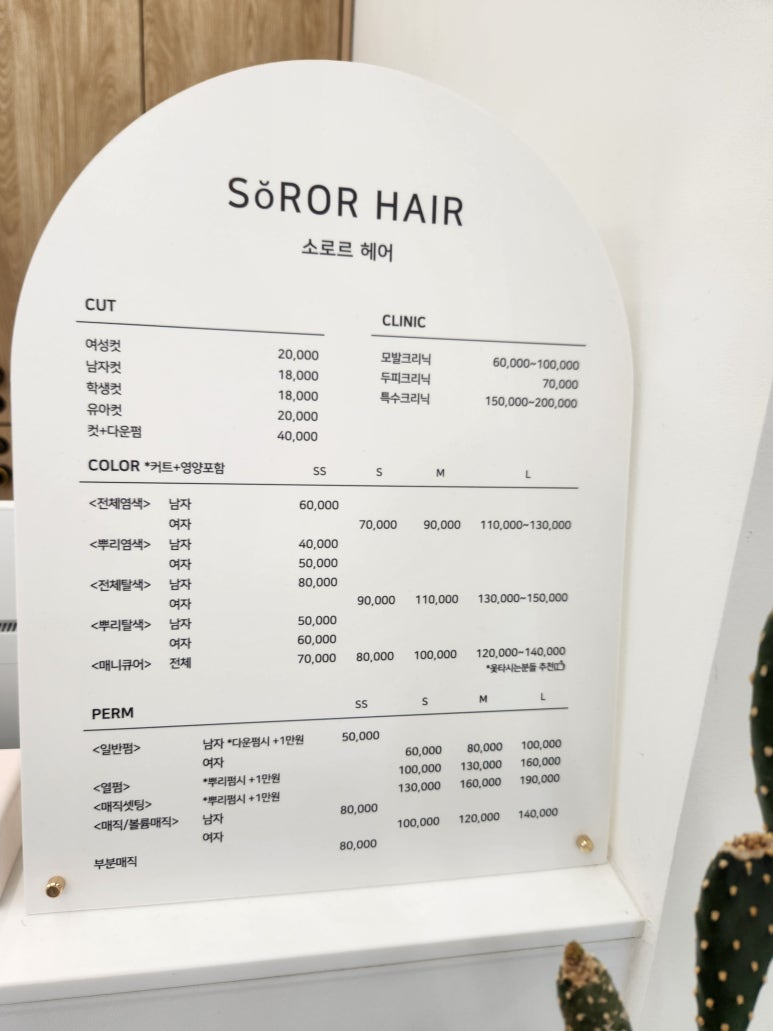 SŏROR HAIR
소로르 헤어
CUT
여성컷 20,000
남자컷 18,000
학생컷 18,000
유아컷 20,000
컷+다운펌 40,000
CLINIC
모발크리닉 60,000~100,000
두피크리닉 70,000
특수크리닉 150,000~200,000
COLOR *커트+영양포함 SS S M L
<전체염색> 남자 60,000
여자 70,000 90,000 110,000~130,000
<뿌리염색> 남자 40,000
여자 50,000
<전체탈색> 남자 80,000
여자 90,000 110,000 130,000~150,000
<뿌리탈색> 남자 50,000
여자 60,000
<매니큐어> 전체 70,000 80,000 100,000 120,000~140,000
*옻타시는분들 추천
PERM SS S M L
<일반펌> 남자 *다운펌시 +1만원 50,000
여자 60,000 80,000 100,000
<열펌> *뿌리펌시 +1만원 100,000 130,000 160,000
<매직셋팅> *뿌리펌시 +1만원 130,000 160,000 190,000
<매직/볼륨매직> 남자 80,000
여자 100,000 120,000 140,000
부분매직 80,000